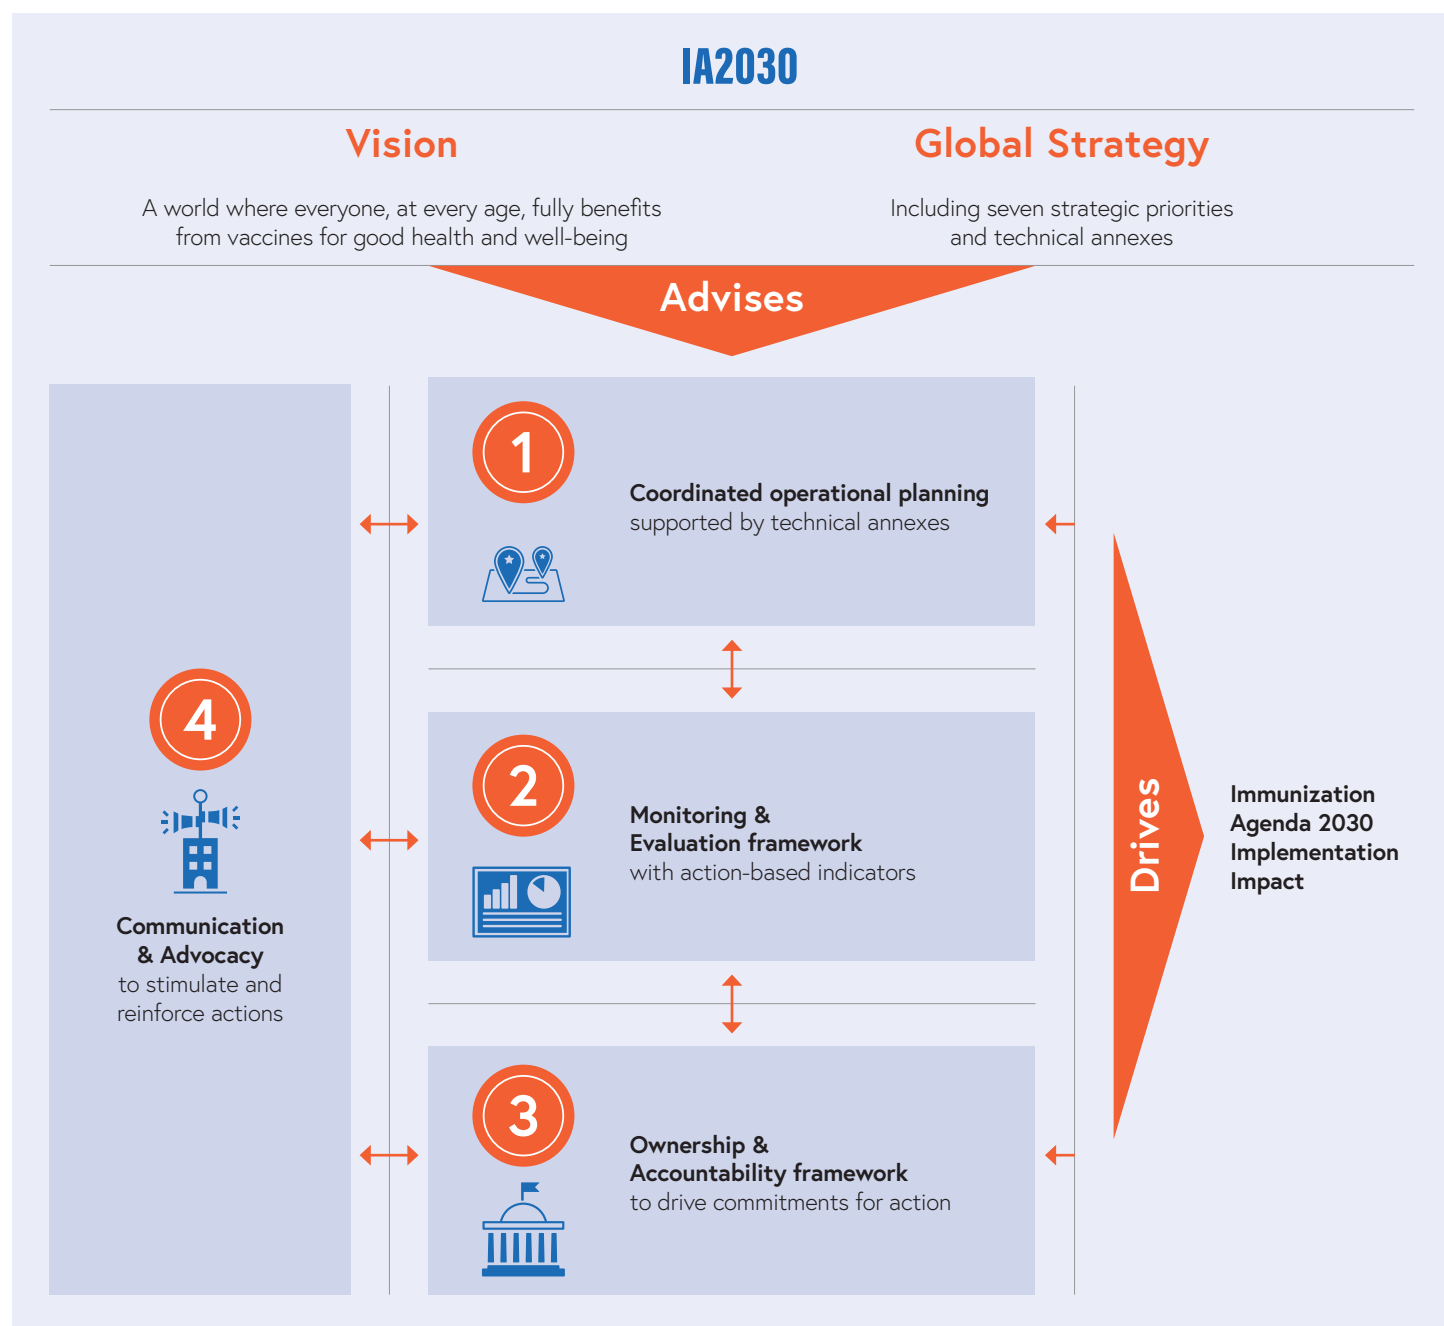 IA2030
Vision
A world where everyone, at every age, fully benefits
from vaccines for good health and well-being
Global Strategy
Including seven strategic priorities
and technical annexes
Advises
1
Coordinated operational planning
supported by technical annexes
2
Monitoring &
Evaluation framework
with action-based indicators
3
Ownership &
Accountability framework
to drive commitments for action
4
Communication
& Advocacy
to stimulate and
reinforce actions
Drives
Immunization
Agenda 2030
Implementation
Impact